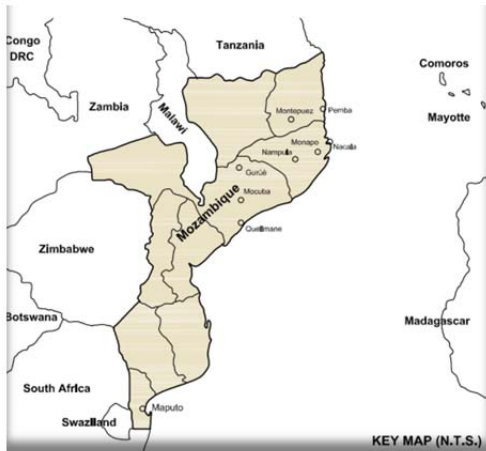 Congo
DRC
Tanzania
Comoros
Zambia
Malawi
Montepuez
Pemba
Mayotte
Monapo
Nacala
Nampula
Gurúè
Mozambique
Mocuba
Quelimane
Zimbabwe
Botswana
Madagascar
South Africa
Maputo
Swaziland
KEY MAP (N.T.S.)